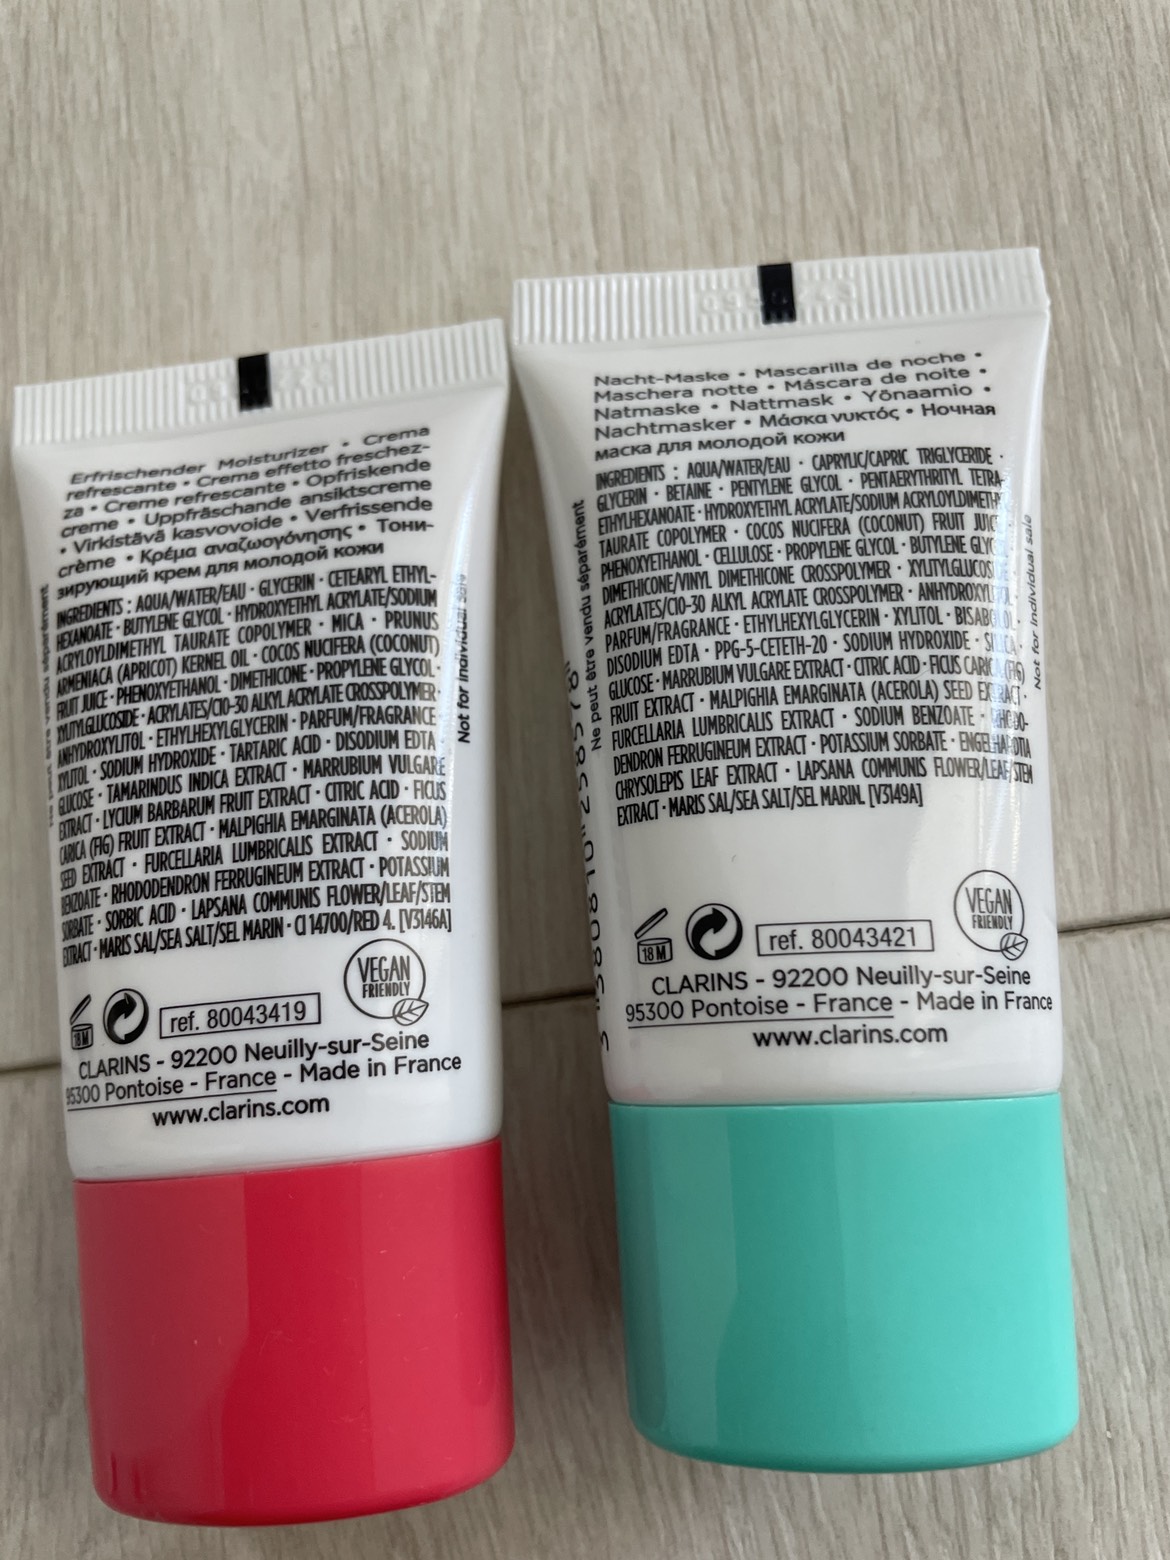 Erfrischender Moisturizer • Crema
refrescante • Crema effetto freschez-
za • Creme refrescante • Opfriskende
creme • Uppfräschande ansiktscreme
• Virkistävä kasvovoide • Verfrissende
crème • Κρέμα αναζωογόνησης • Тони-
зирующий крем для молодой кожи
INGREDIENTS : AQUA/WATER/EAU · GLYCERIN · CETEARYL ETHYL-
HEXANOATE · BUTYLENE GLYCOL · HYDROXYETHYL ACRYLATE/SODIUM
ACRYLOYLDIMETHYL TAURATE COPOLYMER · MICA · PRUNUS
ARMENIACA (APRICOT) KERNEL OIL · COCOS NUCIFERA (COCONUT)
FRUIT JUICE · PHENOXYETHANOL · DIMETHICONE · PROPYLENE GLYCOL ·
XYLITYLGLUCOSIDE · ACRYLATES/C10-30 ALKYL ACRYLATE CROSSPOLYMER ·
ANHYDROXYLITOL · ETHYLHEXYLGLYCERIN · PARFUM/FRAGRANCE ·
XYLITOL · SODIUM HYDROXIDE · TARTARIC ACID · DISODIUM EDTA ·
GLUCOSE · TAMARINDUS INDICA EXTRACT · MARRUBIUM VULGARE
EXTRACT · LYCIUM BARBARUM FRUIT EXTRACT · CITRIC ACID · FICUS
CARICA (FIG) FRUIT EXTRACT · MALPIGHIA EMARGINATA (ACEROLA)
SEED EXTRACT · FURCELLARIA LUMBRICALIS EXTRACT · SODIUM
BENZOATE · RHODODENDRON FERRUGINEUM EXTRACT · POTASSIUM
SORBATE · SORBIC ACID · LAPSANA COMMUNIS FLOWER/LEAF/STEM
EXTRACT · MARIS SAL/SEA SALT/SEL MARIN · CI 14700/RED 4. [V3146A]
Ne peut être vendu séparément
Not for individual sale
VEGAN
FRIENDLY
18 M
ref. 80043419
CLARINS - 92200 Neuilly-sur-Seine
95300 Pontoise - France - Made in France
www.clarins.com
Nacht-Maske • Mascarilla de noche •
Maschera notte • Máscara de noite •
Natmaske • Nattmask • Yönaamio •
Nachtmasker • Μάσκα νυκτός • Ночная
маска для молодой кожи
INGREDIENTS : AQUA/WATER/EAU · CAPRYLIC/CAPRIC TRIGLYCERIDE ·
GLYCERIN · BETAINE · PENTYLENE GLYCOL · PENTAERYTHRITYL TETRA-
ETHYLHEXANOATE · HYDROXYETHYL ACRYLATE/SODIUM ACRYLOYLDIMETHYL
TAURATE COPOLYMER · COCOS NUCIFERA (COCONUT) FRUIT JUICE ·
PHENOXYETHANOL · CELLULOSE · PROPYLENE GLYCOL · BUTYLENE GLYCOL ·
DIMETHICONE/VINYL DIMETHICONE CROSSPOLYMER · XYLITYLGLUCOSIDE ·
ACRYLATES/C10-30 ALKYL ACRYLATE CROSSPOLYMER · ANHYDROXYLITOL ·
PARFUM/FRAGRANCE · ETHYLHEXYLGLYCERIN · XYLITOL · BISABOLOL ·
DISODIUM EDTA · PPG-5-CETETH-20 · SODIUM HYDROXIDE · SILICA ·
GLUCOSE · MARRUBIUM VULGARE EXTRACT · CITRIC ACID · FICUS CARICA (FIG)
FRUIT EXTRACT · MALPIGHIA EMARGINATA (ACEROLA) SEED EXTRACT ·
FURCELLARIA LUMBRICALIS EXTRACT · SODIUM BENZOATE · RHODO-
DENDRON FERRUGINEUM EXTRACT · POTASSIUM SORBATE · ENGELHARDTIA
CHRYSOLEPIS LEAF EXTRACT · LAPSANA COMMUNIS FLOWER/LEAF/STEM
EXTRACT · MARIS SAL/SEA SALT/SEL MARIN. [V3149A]
Ne peut être vendu séparément
Not for individual sale
VEGAN
FRIENDLY
18 M
ref. 80043421
CLARINS - 92200 Neuilly-sur-Seine
95300 Pontoise - France - Made in France
www.clarins.com